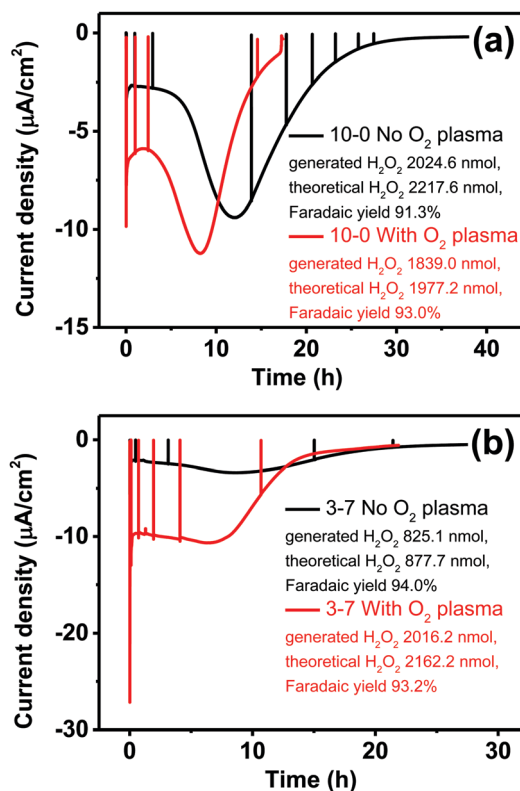 (a)
Current density (μA/cm²)
0
-5
-10
-15
10-0 No O₂ plasma
generated H₂O₂ 2024.6 nmol,
theoretical H₂O₂ 2217.6 nmol,
Faradaic yield 91.3%
10-0 With O₂ plasma
generated H₂O₂ 1839.0 nmol,
theoretical H₂O₂ 1977.2 nmol,
Faradaic yield 93.0%
0 10 20 30 40
Time (h)
(b)
Current density (μA/cm²)
0
-10
-20
-30
3-7 No O₂ plasma
generated H₂O₂ 825.1 nmol,
theoretical H₂O₂ 877.7 nmol,
Faradaic yield 94.0%
3-7 With O₂ plasma
generated H₂O₂ 2016.2 nmol,
theoretical H₂O₂ 2162.2 nmol,
Faradaic yield 93.2%
0 10 20 30
Time (h)